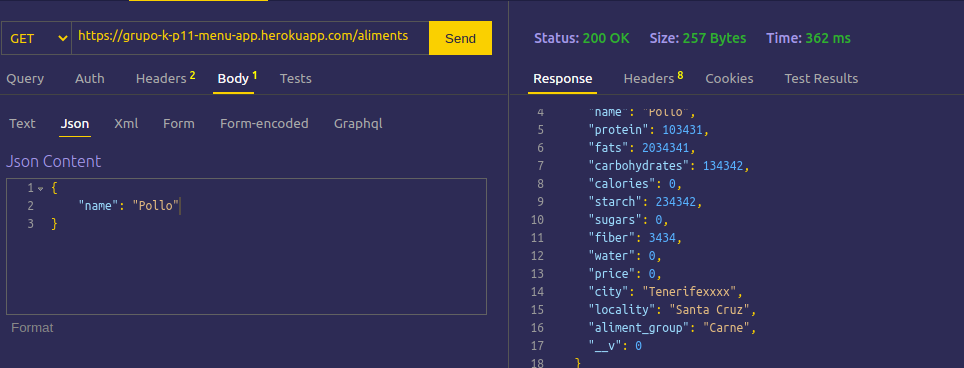 GET https://grupo-k-p11-menu-app.herokuapp.com/aliments Send
Query Auth Headers 2 Body 1 Tests
Text Json Xml Form Form-encoded Graphql
Json Content
1 {
2 "name": "Pollo"
3 }
Format
Status: 200 OK Size: 257 Bytes Time: 362 ms
Response Headers 8 Cookies Test Results
4 "name": "Pollo",
5 "protein": 103431,
6 "fats": 2034341,
7 "carbohydrates": 134342,
8 "calories": 0,
9 "starch": 234342,
10 "sugars": 0,
11 "fiber": 3434,
12 "water": 0,
13 "price": 0,
14 "city": "Tenerifexxxx",
15 "locality": "Santa Cruz",
16 "aliment_group": "Carne",
17 "__v": 0
18 }